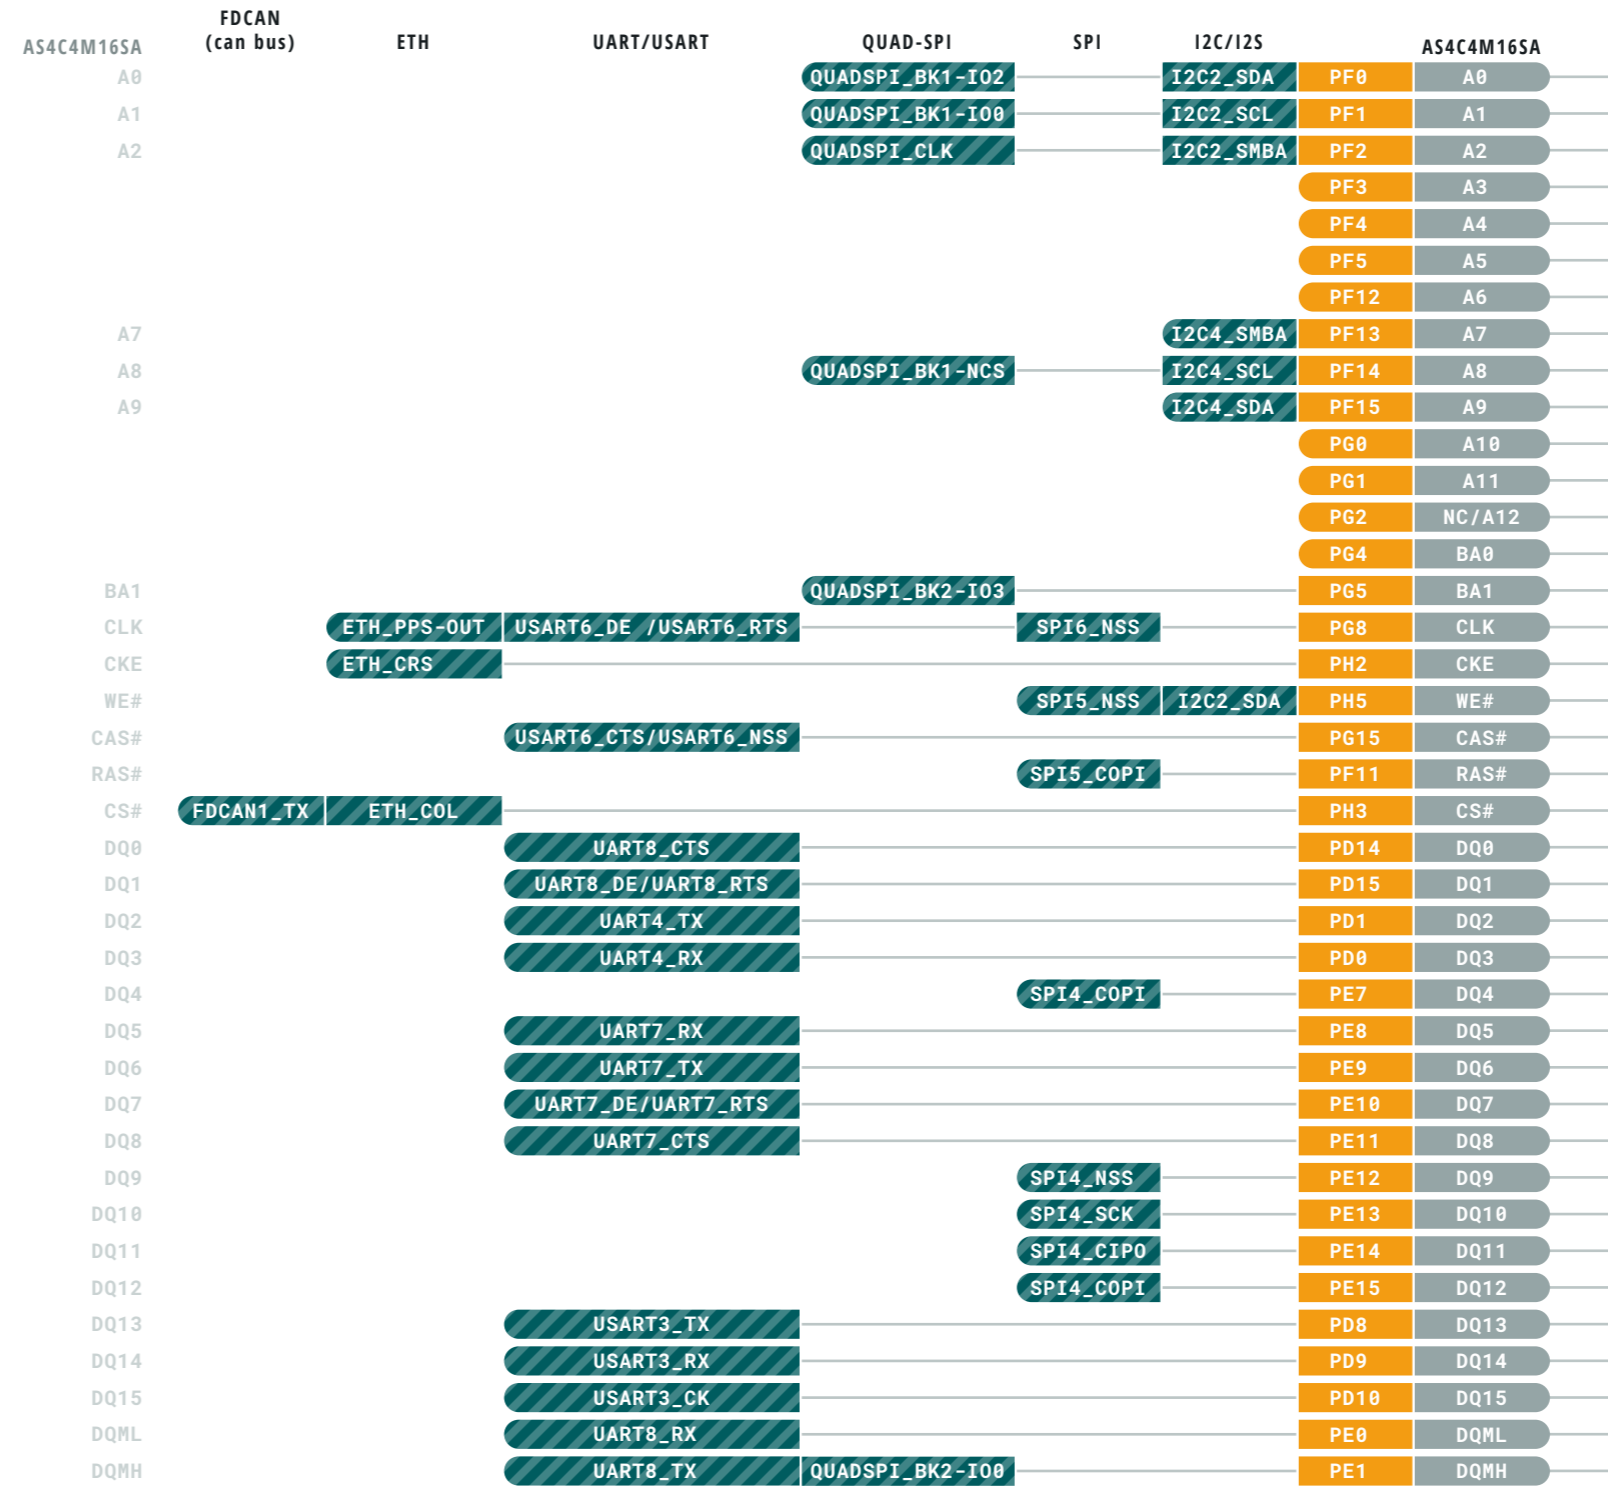 FDCAN
AS4C4M16SA (can bus) ETH UART/USART QUAD-SPI SPI I2C/I2S AS4C4M16SA
A0 QUADSPI_BK1-IO2 I2C2_SDA PF0 A0
A1 QUADSPI_BK1-IO0 I2C2_SCL PF1 A1
A2 QUADSPI_CLK I2C2_SMBA PF2 A2
PF3 A3
PF4 A4
PF5 A5
PF12 A6
A7 I2C4_SMBA PF13 A7
A8 QUADSPI_BK1-NCS I2C4_SCL PF14 A8
A9 I2C4_SDA PF15 A9
PG0 A10
PG1 A11
PG2 NC/A12
PG4 BA0
BA1 QUADSPI_BK2-IO3 PG5 BA1
CLK ETH_PPS-OUT USART6_DE /USART6_RTS SPI6_NSS PG8 CLK
CKE ETH_CRS PH2 CKE
WE# SPI5_NSS I2C2_SDA PH5 WE#
CAS# USART6_CTS/USART6_NSS PG15 CAS#
RAS# SPI5_COPI PF11 RAS#
CS# FDCAN1_TX ETH_COL PH3 CS#
DQ0 UART8_CTS PD14 DQ0
DQ1 UART8_DE/UART8_RTS PD15 DQ1
DQ2 UART4_TX PD1 DQ2
DQ3 UART4_RX PD0 DQ3
DQ4 SPI4_COPI PE7 DQ4
DQ5 UART7_RX PE8 DQ5
DQ6 UART7_TX PE9 DQ6
DQ7 UART7_DE/UART7_RTS PE10 DQ7
DQ8 UART7_CTS PE11 DQ8
DQ9 SPI4_NSS PE12 DQ9
DQ10 SPI4_SCK PE13 DQ10
DQ11 SPI4_CIPO PE14 DQ11
DQ12 SPI4_COPI PE15 DQ12
DQ13 USART3_TX PD8 DQ13
DQ14 USART3_RX PD9 DQ14
DQ15 USART3_CK PD10 DQ15
DQML UART8_RX PE0 DQML
DQMH UART8_TX QUADSPI_BK2-IO0 PE1 DQMH